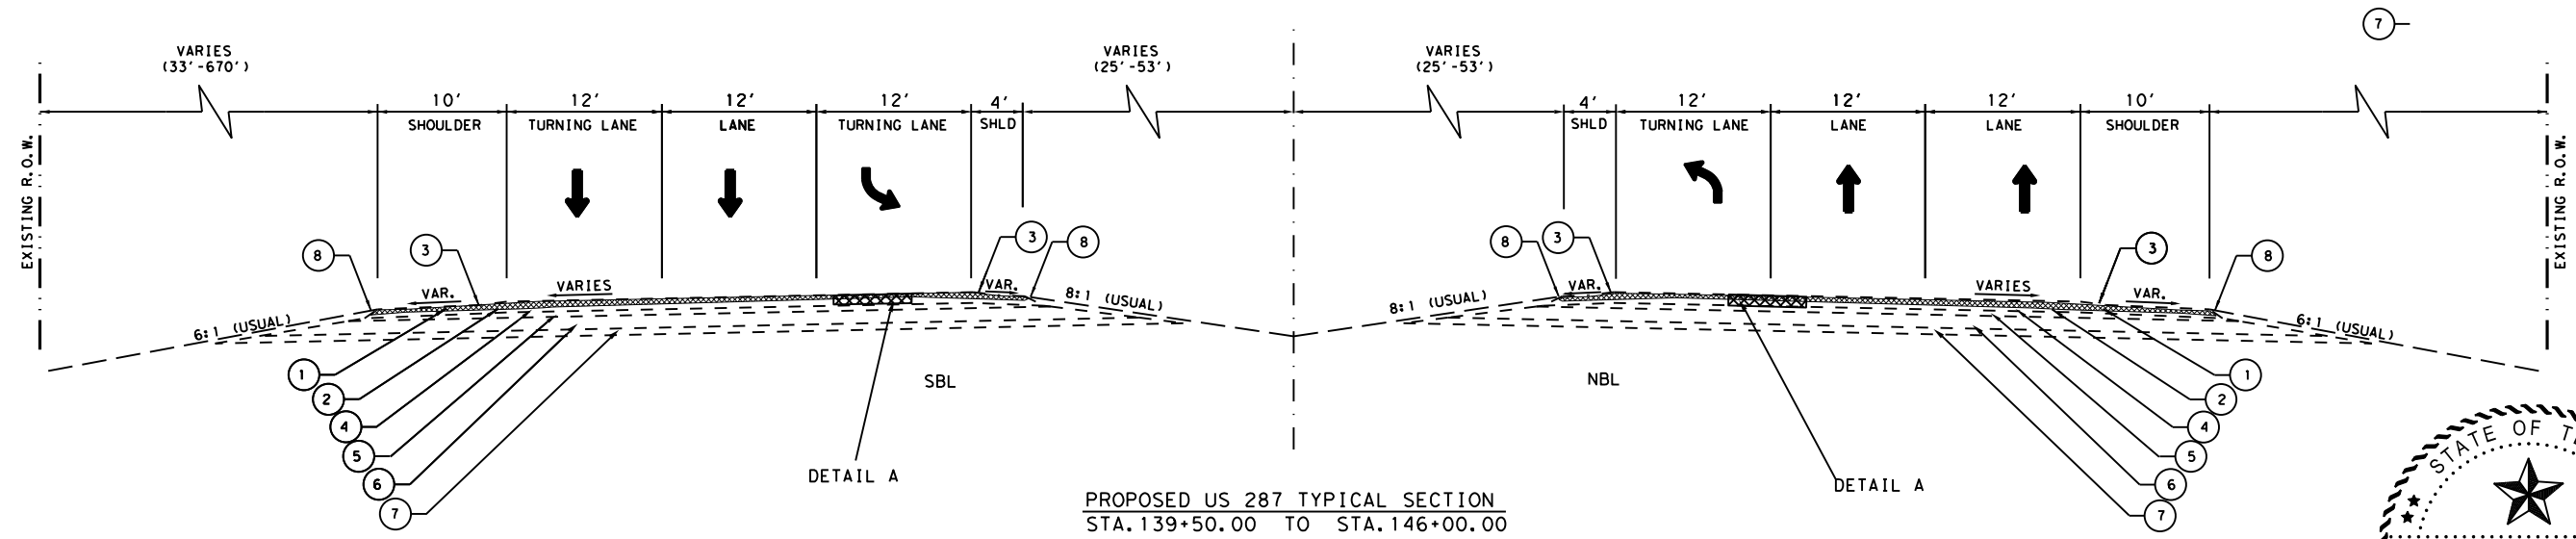 7
VARIES
(33'-670')
VARIES
(25'-53')
VARIES
(25'-53')
10'
12'
12'
12'
4'
4'
12'
12'
12'
10'
SHOULDER
TURNING LANE
LANE
TURNING LANE
SHLD
SHLD
TURNING LANE
LANE
LANE
SHOULDER
EXISTING R.O.W.
EXISTING R.O.W.
8
3
3
8
8
3
3
8
VAR.
VARIES
VAR.
8:1 (USUAL)
8:1 (USUAL)
VAR.
VARIES
VAR.
6:1 (USUAL)
6:1 (USUAL)
1
2
4
5
6
7
SBL
NBL
1
2
4
5
6
7
DETAIL A
DETAIL A
PROPOSED US 287 TYPICAL SECTION
STA.139+50.00 TO STA.146+00.00
STATE OF